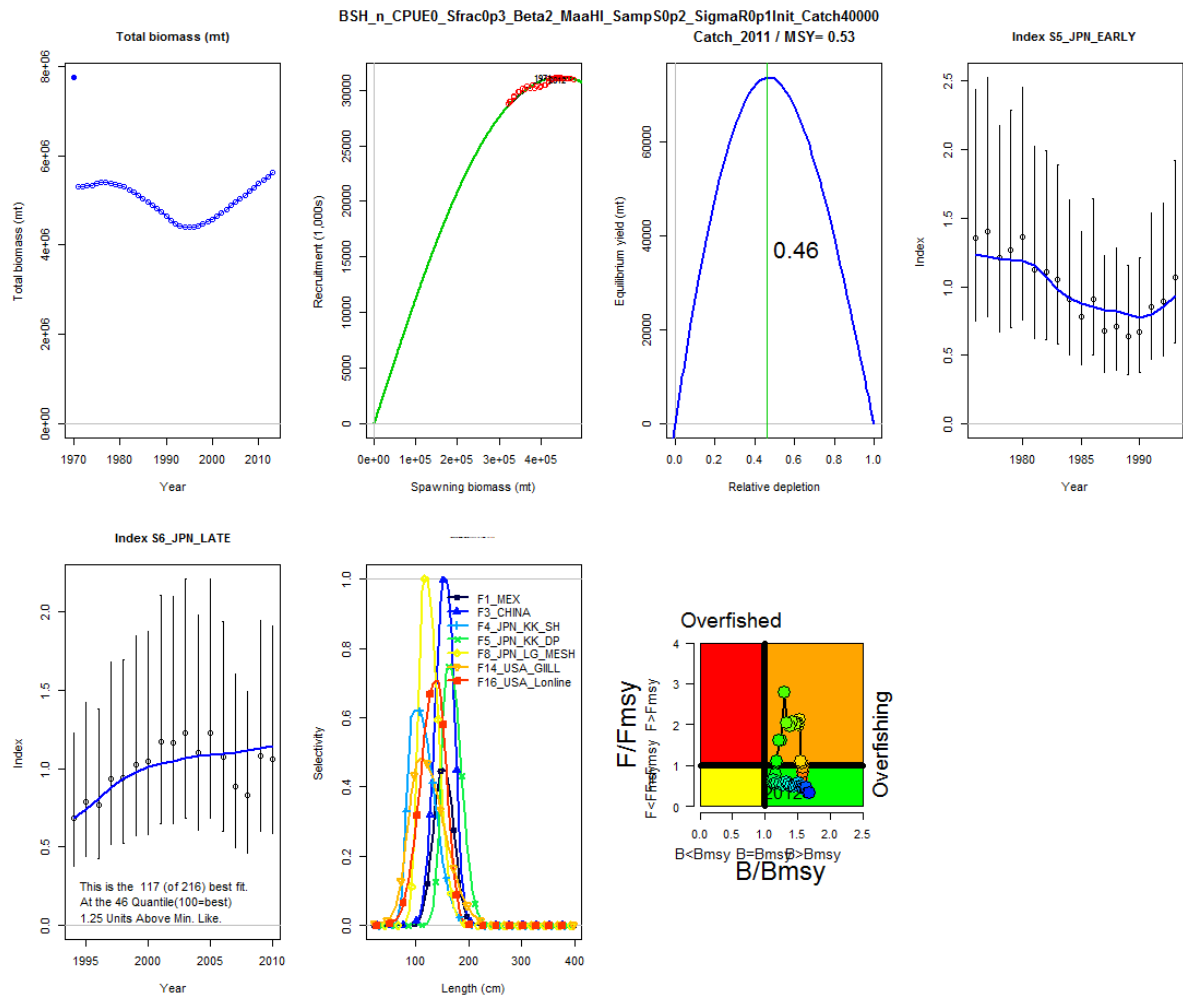 BSH_n_CPUE0_Sfrac0p3_Beta2_MaaHI_SampS0p2_SigmaR0p1Init_Catch40000
Total biomass (mt)
Total biomass (mt)
0e+00 2e+06 4e+06 6e+06 8e+06
1970 1980 1990 2000 2010
Year
Recruitment (1,000s)
0 5000 10000 15000 20000 25000 30000
0e+00 1e+05 2e+05 3e+05 4e+05
Spawning biomass (mt)
Catch_2011 / MSY= 0.53
Equilibrium yield (mt)
0 20000 40000 60000
0.46
0.0 0.2 0.4 0.6 0.8 1.0
Relative depletion
Index S5_JPN_EARLY
Index
0.0 0.5 1.0 1.5 2.0 2.5
1980 1985 1990
Year
Index S6_JPN_LATE
Index
0.0 0.5 1.0 1.5 2.0
This is the 117 (of 216) best fit.
At the 46 Quantile(100=best)
1.25 Units Above Min. Like.
1995 2000 2005 2010
Year
Selectivity
0.0 0.2 0.4 0.6 0.8 1.0
F1_MEX
F3_CHINA
F4_JPN_KK_SH
F5_JPN_KK_DP
F8_JPN_LG_MESH
F14_USA_GIILL
F16_USA_Lonline
100 200 300 400
Length (cm)
Overfished
F/Fmsy
F>Fmsy
0 1 2 3 4
2012
Overfishing
0.0 0.5 1.0 1.5 2.0 2.5
B<Bmsy B=Bmsy B>Bmsy
B/Bmsy